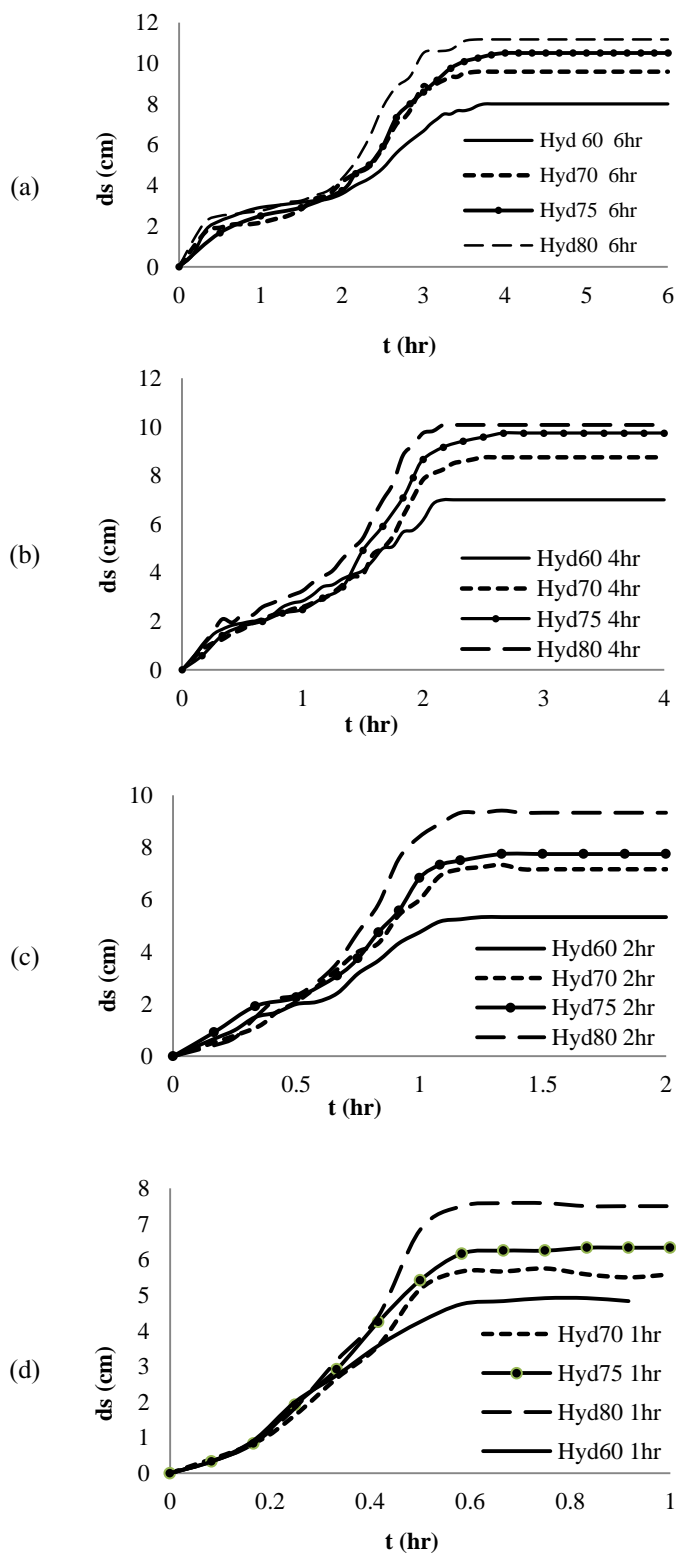 (a)
ds (cm)
12
10
8
6
4
2
0
0 1 2 3 4 5 6
t (hr)
Hyd 60 6hr
Hyd70 6hr
Hyd75 6hr
Hyd80 6hr
(b)
ds (cm)
12
10
8
6
4
2
0
0 1 2 3 4
t (hr)
Hyd60 4hr
Hyd70 4hr
Hyd75 4hr
Hyd80 4hr
(c)
ds (cm)
10
8
6
4
2
0
0 0.5 1 1.5 2
t (hr)
Hyd60 2hr
Hyd70 2hr
Hyd75 2hr
Hyd80 2hr
(d)
ds (cm)
8
7
6
5
4
3
2
1
0
0 0.2 0.4 0.6 0.8 1
t (hr)
Hyd70 1hr
Hyd75 1hr
Hyd80 1hr
Hyd60 1hr